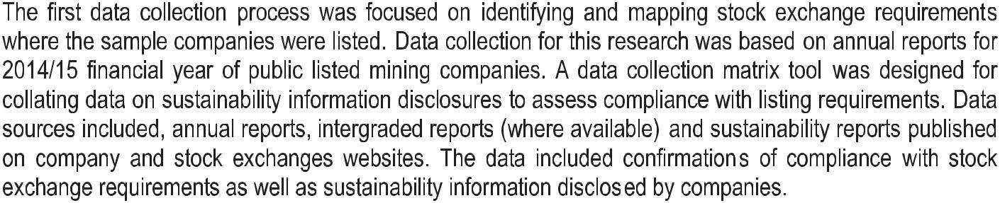 The first data collection process was focused on identifying and mapping stock exchange requirements
where the sample companies were listed. Data collection for this research was based on annual reports for
2014/15 financial year of public listed mining companies. A data collection matrix tool was designed for
collating data on sustainability information disclosures to assess compliance with listing requirements. Data
sources included, annual reports, intergraded reports (where available) and sustainability reports published
on company and stock exchanges websites. The data included confirmations of compliance with stock
exchange requirements as well as sustainability information disclosed by companies.